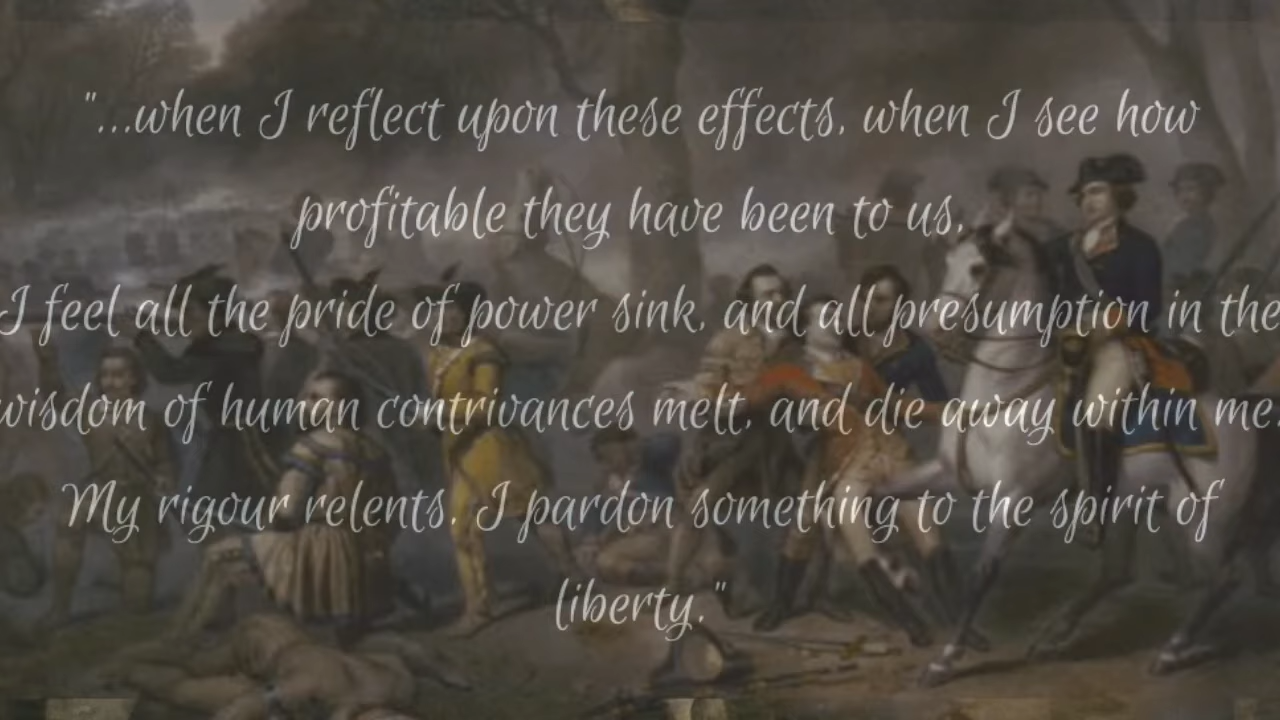 "...when I reflect upon these effects, when I see how
profitable they have been to us,
I feel all the pride of power sink, and all presumption in the
wisdom of human contrivances melt, and die away within me.
My rigour relents. I pardon something to the spirit of
liberty."